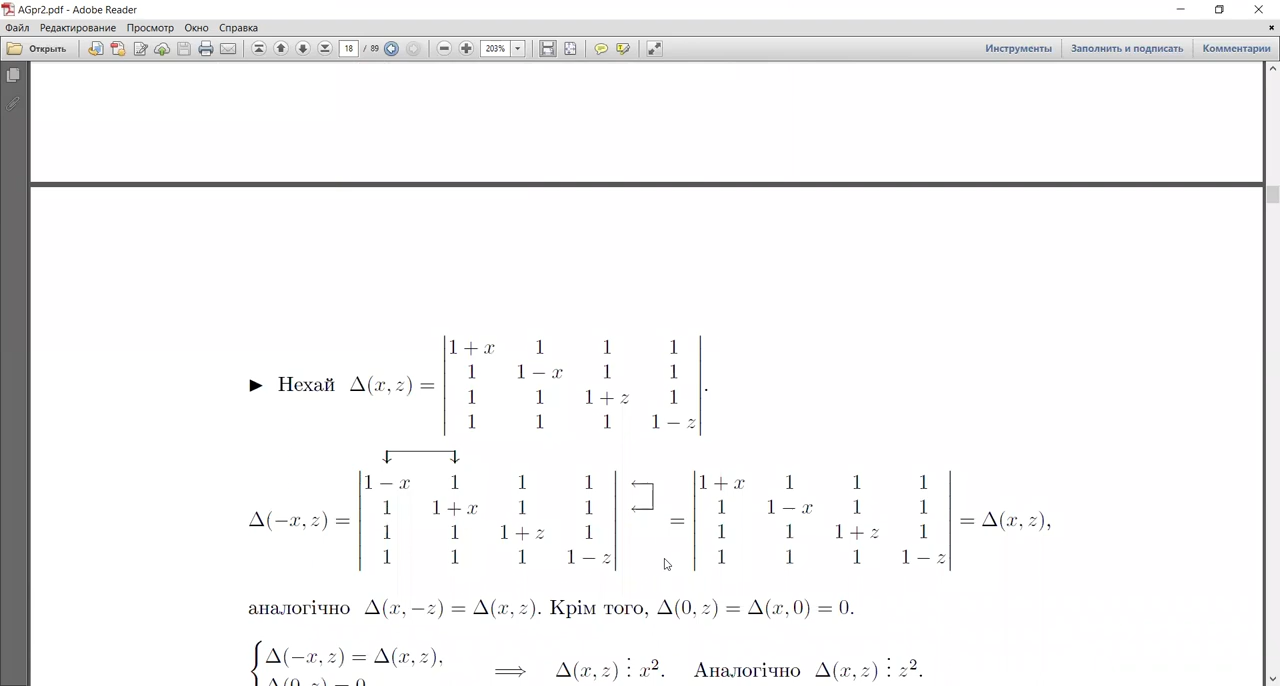 AGpr2.pdf - Adobe Reader
Файл Редактирование Просмотр Окно Справка
Открыть 18 / 89 203% Инструменты Заполнить и подписать Комментарии
1 + x 1 1 1
1 1 − x 1 1
► Нехай Δ(x, z) = .
1 1 1 + z 1
1 1 1 1 − z
1 − x 1 1 1 1 + x 1 1 1
1 1 + x 1 1 1 1 − x 1 1
Δ(−x, z) = = = Δ(x, z),
1 1 1 + z 1 1 1 1 + z 1
1 1 1 1 − z 1 1 1 1 − z
аналогічно Δ(x, −z) = Δ(x, z). Крім того, Δ(0, z) = Δ(x, 0) = 0.
Δ(−x, z) = Δ(x, z),
⟹ Δ(x, z) ⋮ x². Аналогічно Δ(x, z) ⋮ z².
Δ(0, z) = 0